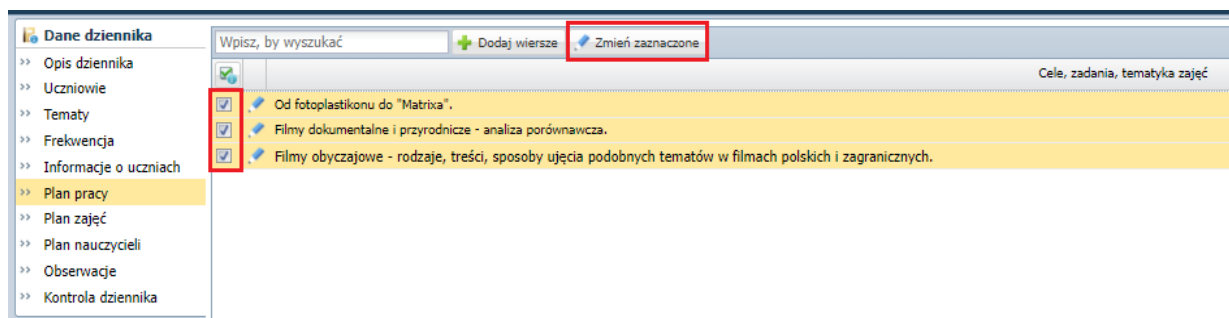 Dane dziennika
Opis dziennika
Uczniowie
Tematy
Frekwencja
Informacje o uczniach
Plan pracy
Plan zajęć
Plan nauczycieli
Obserwacje
Kontrola dziennika
Wpisz, by wyszukać
Dodaj wiersze
Zmień zaznaczone
Cele, zadania, tematyka zajęć
Od fotoplastikonu do "Matrixa".
Filmy dokumentalne i przyrodnicze - analiza porównawcza.
Filmy obyczajowe - rodzaje, treści, sposoby ujęcia podobnych tematów w filmach polskich i zagranicznych.